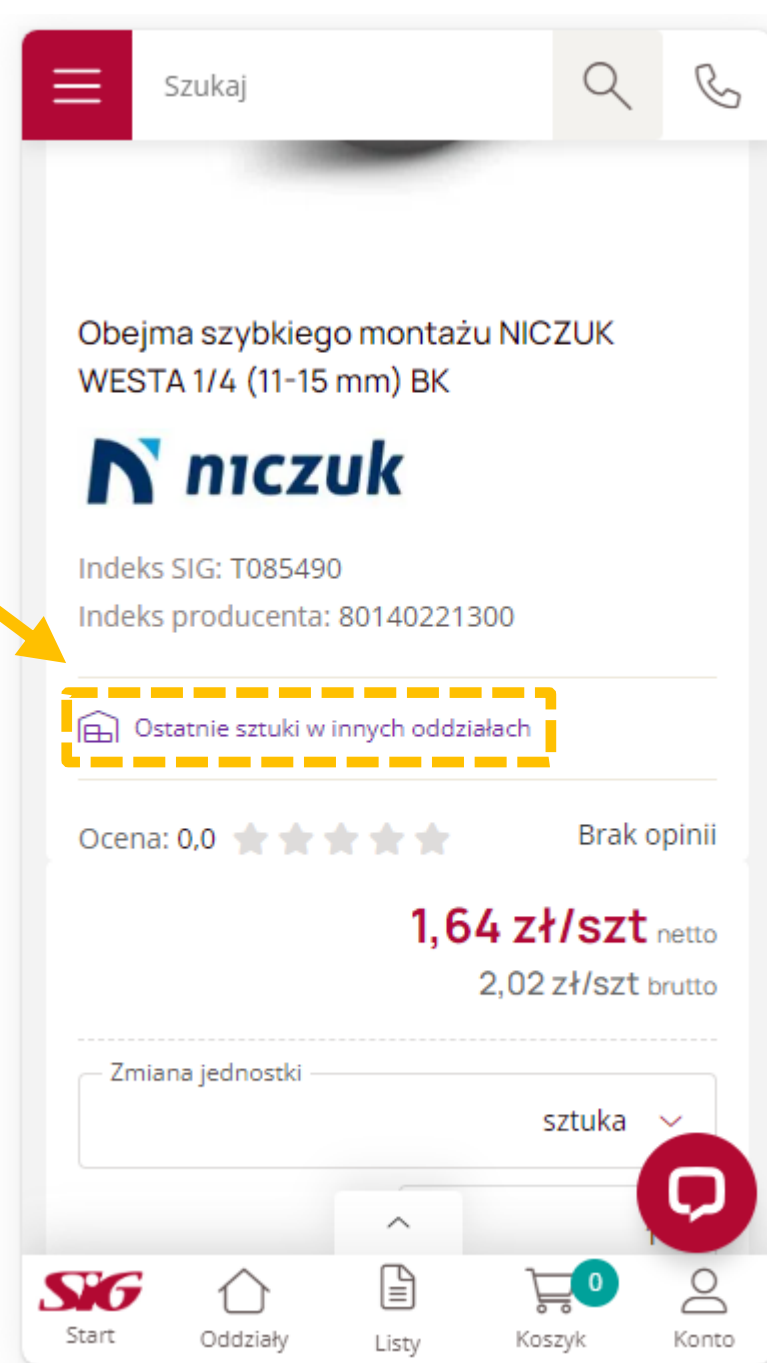 Szukaj
Obejma szybkiego montażu NICZUK
WESTA 1/4 (11-15 mm) BK
niczuk
Indeks SIG: T085490
Indeks producenta: 80140221300
Ostatnie sztuki w innych oddziałach
Ocena: 0,0 Brak opinii
1,64 zł/szt netto
2,02 zł/szt brutto
Zmiana jednostki
sztuka
0
SIG
Start Oddziały Listy Koszyk Konto